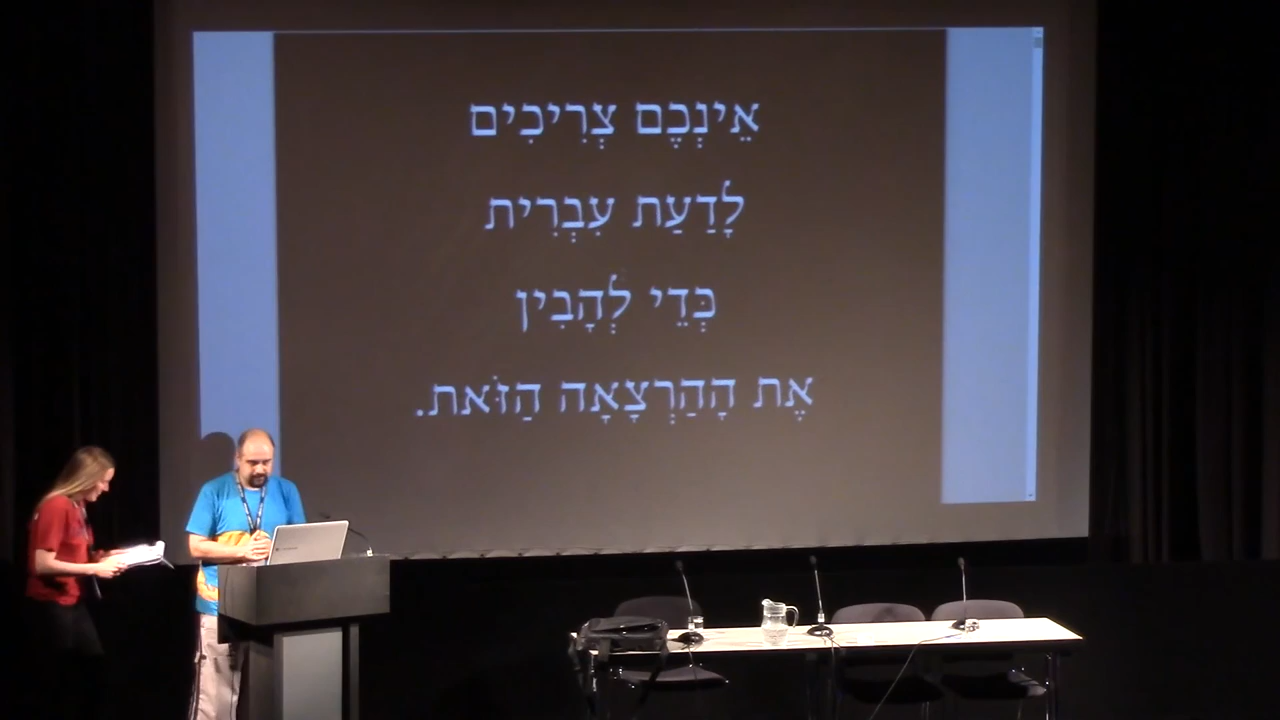 אֵינְכֶם צְרִיכִים
לָדַעַת עִבְרִית
כְּדֵי לְהָבִין
אֶת הָהַרְצָאָה הַזֹּאת.